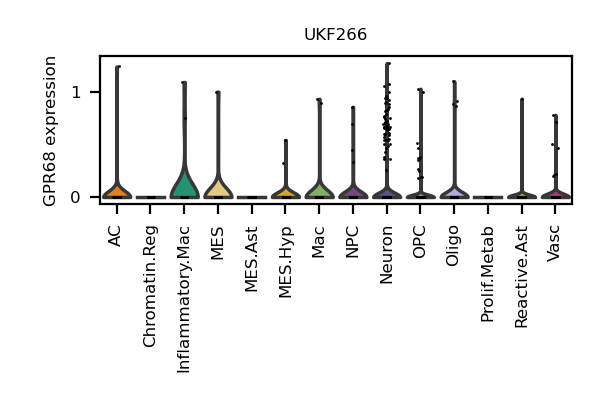 UKF266
GPR68 expression
1
0
AC
Chromatin.Reg
Inflammatory.Mac
MES
MES.Ast
MES.Hyp
Mac
NPC
Neuron
OPC
Oligo
Prolif.Metab
Reactive.Ast
Vasc